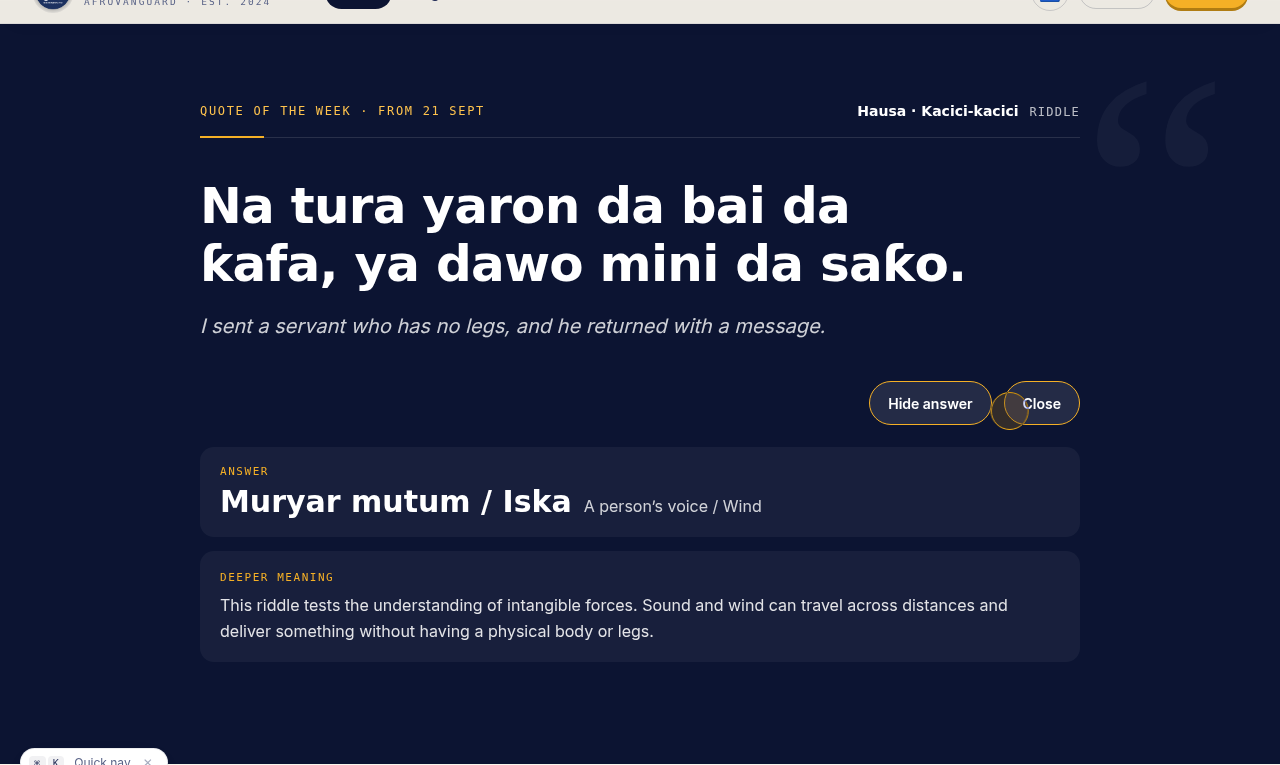 AFROVANGUARD · EST. 2024
QUOTE OF THE WEEK · FROM 21 SEPT
Hausa · Kacici-kacici RIDDLE
Na tura yaron da bai da
ƙafa, ya dawo mini da saƙo.
I sent a servant who has no legs, and he returned with a message.
Hide answer
Close
ANSWER
Muryar mutum / Iska A person's voice / Wind
DEEPER MEANING
This riddle tests the understanding of intangible forces. Sound and wind can travel across distances and
deliver something without having a physical body or legs.
⌘ K Quick nav ×